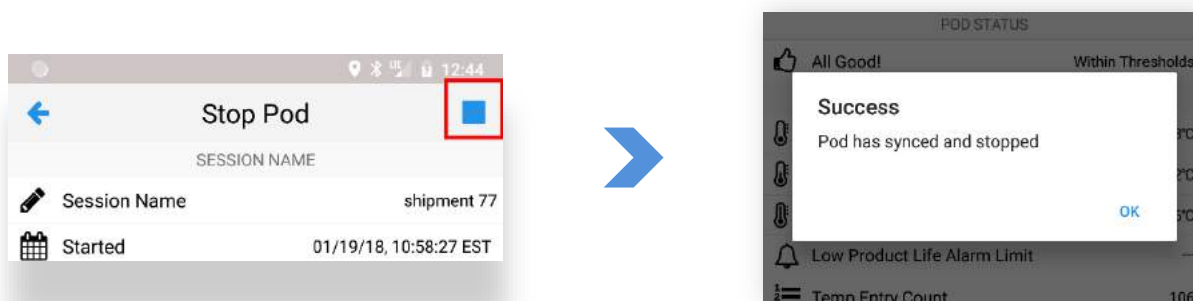 12:44
Stop Pod
SESSION NAME
Session Name shipment 77
Started 01/19/18, 10:58:27 EST
POD STATUS
All Good! Within Thresholds
Success
Pod has synced and stopped
OK
Low Product Life Alarm Limit --
Temp Entry Count 106